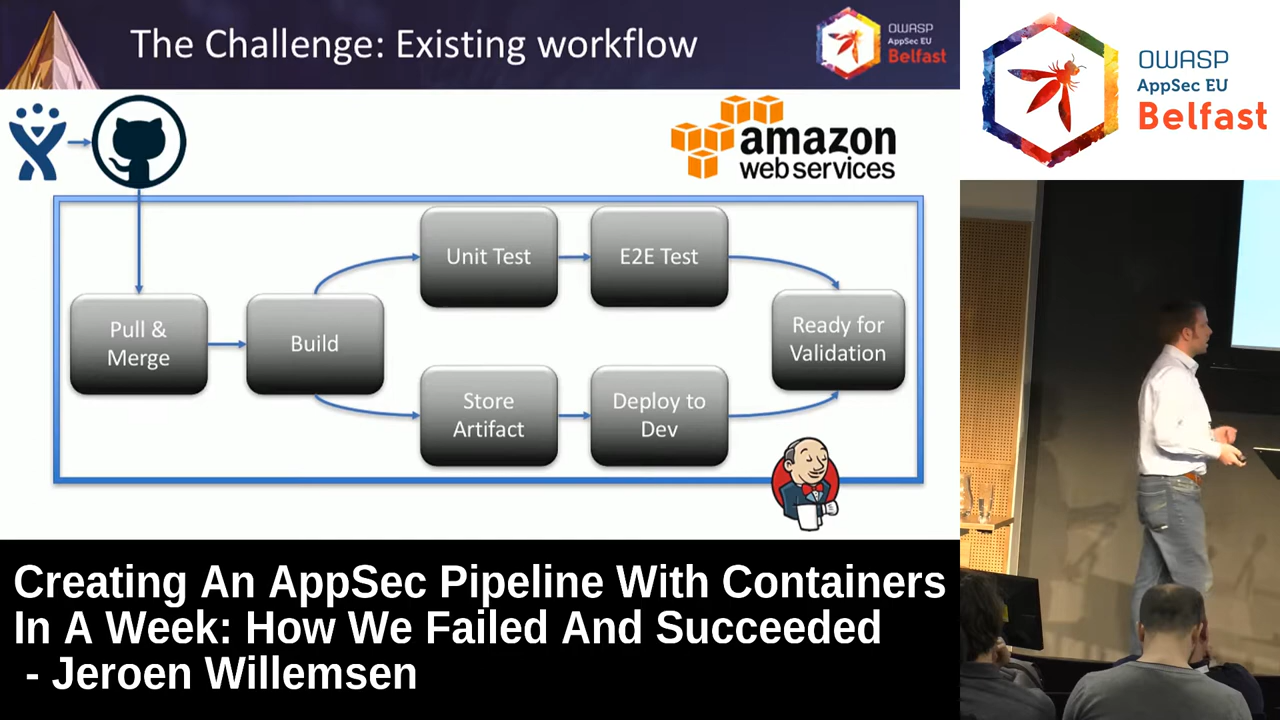 The Challenge: Existing workflow
OWASP
AppSec EU
Belfast
OWASP
AppSec EU
Belfast
amazon
web services
Unit Test
E2E Test
Pull &
Merge
Build
Ready for
Validation
Store
Artifact
Deploy to
Dev
Creating An AppSec Pipeline With Containers
In A Week: How We Failed And Succeeded
- Jeroen Willemsen